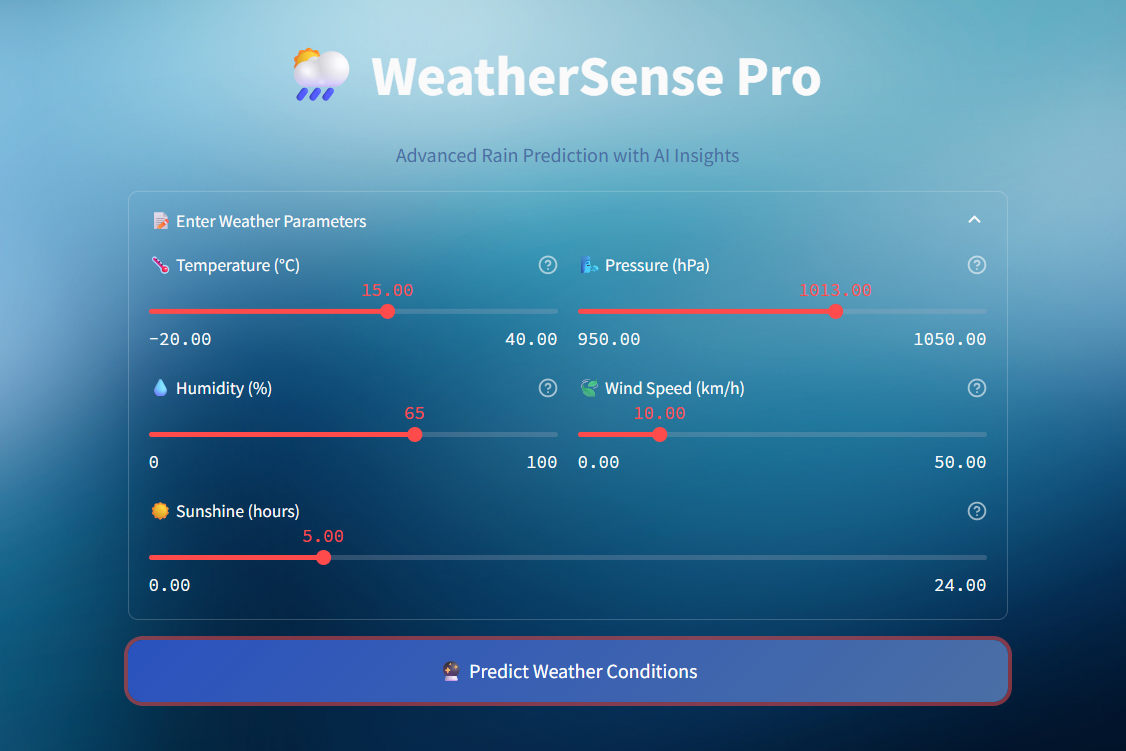 WeatherSense Pro
Advanced Rain Prediction with AI Insights
Enter Weather Parameters
Temperature (°C)
15.00
−20.00 40.00
Pressure (hPa)
1013.00
950.00 1050.00
Humidity (%)
65
0 100
Wind Speed (km/h)
10.00
0.00 50.00
Sunshine (hours)
5.00
0.00 24.00
Predict Weather Conditions